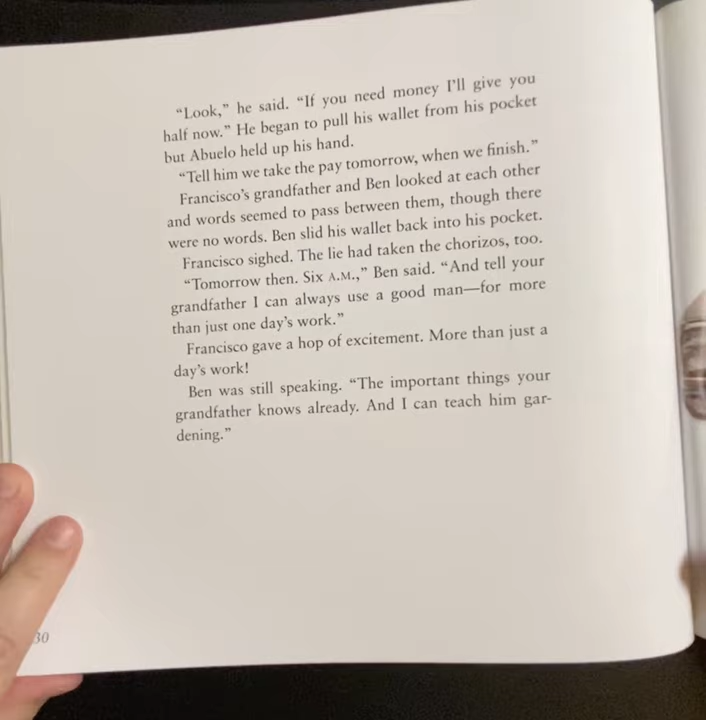 “Look,” he said. “If you need money I’ll give you
half now.” He began to pull his wallet from his pocket
but Abuelo held up his hand.
“Tell him we take the pay tomorrow, when we finish.”
Francisco’s grandfather and Ben looked at each other
and words seemed to pass between them, though there
were no words. Ben slid his wallet back into his pocket.
Francisco sighed. The lie had taken the chorizos, too.
“Tomorrow then. Six A.M.,” Ben said. “And tell your
grandfather I can always use a good man—for more
than just one day’s work.”
Francisco gave a hop of excitement. More than just a
day’s work!
Ben was still speaking. “The important things your
grandfather knows already. And I can teach him gar-
dening.”
30